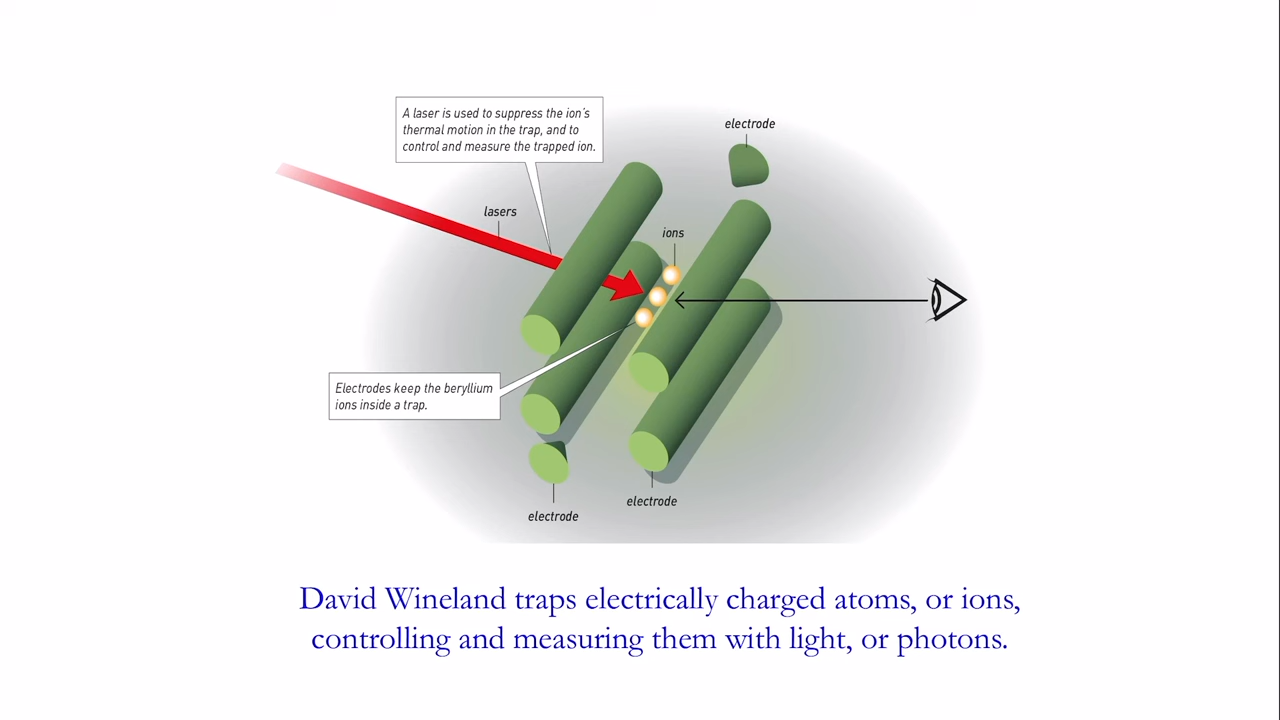 A laser is used to suppress the ion's
thermal motion in the trap, and to
control and measure the trapped ion.
electrode
lasers
ions
Electrodes keep the beryllium
ions inside a trap.
electrode
electrode
David Wineland traps electrically charged atoms, or ions,
controlling and measuring them with light, or photons.